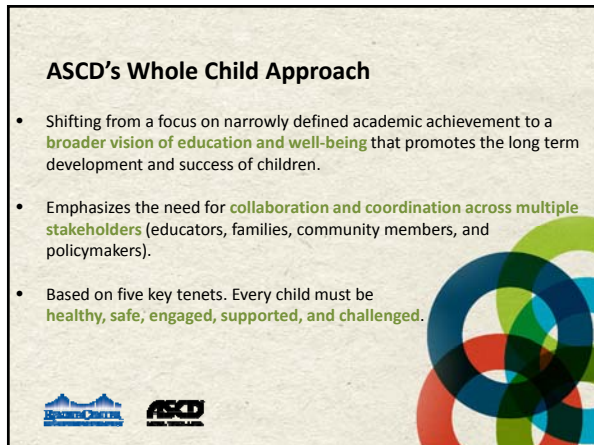 ASCD's Whole Child Approach
• Shifting from a focus on narrowly defined academic achievement to a
broader vision of education and well-being that promotes the long term
development and success of children.
• Emphasizes the need for collaboration and coordination across multiple
stakeholders (educators, families, community members, and
policymakers).
• Based on five key tenets. Every child must be
healthy, safe, engaged, supported, and challenged.
ASCD